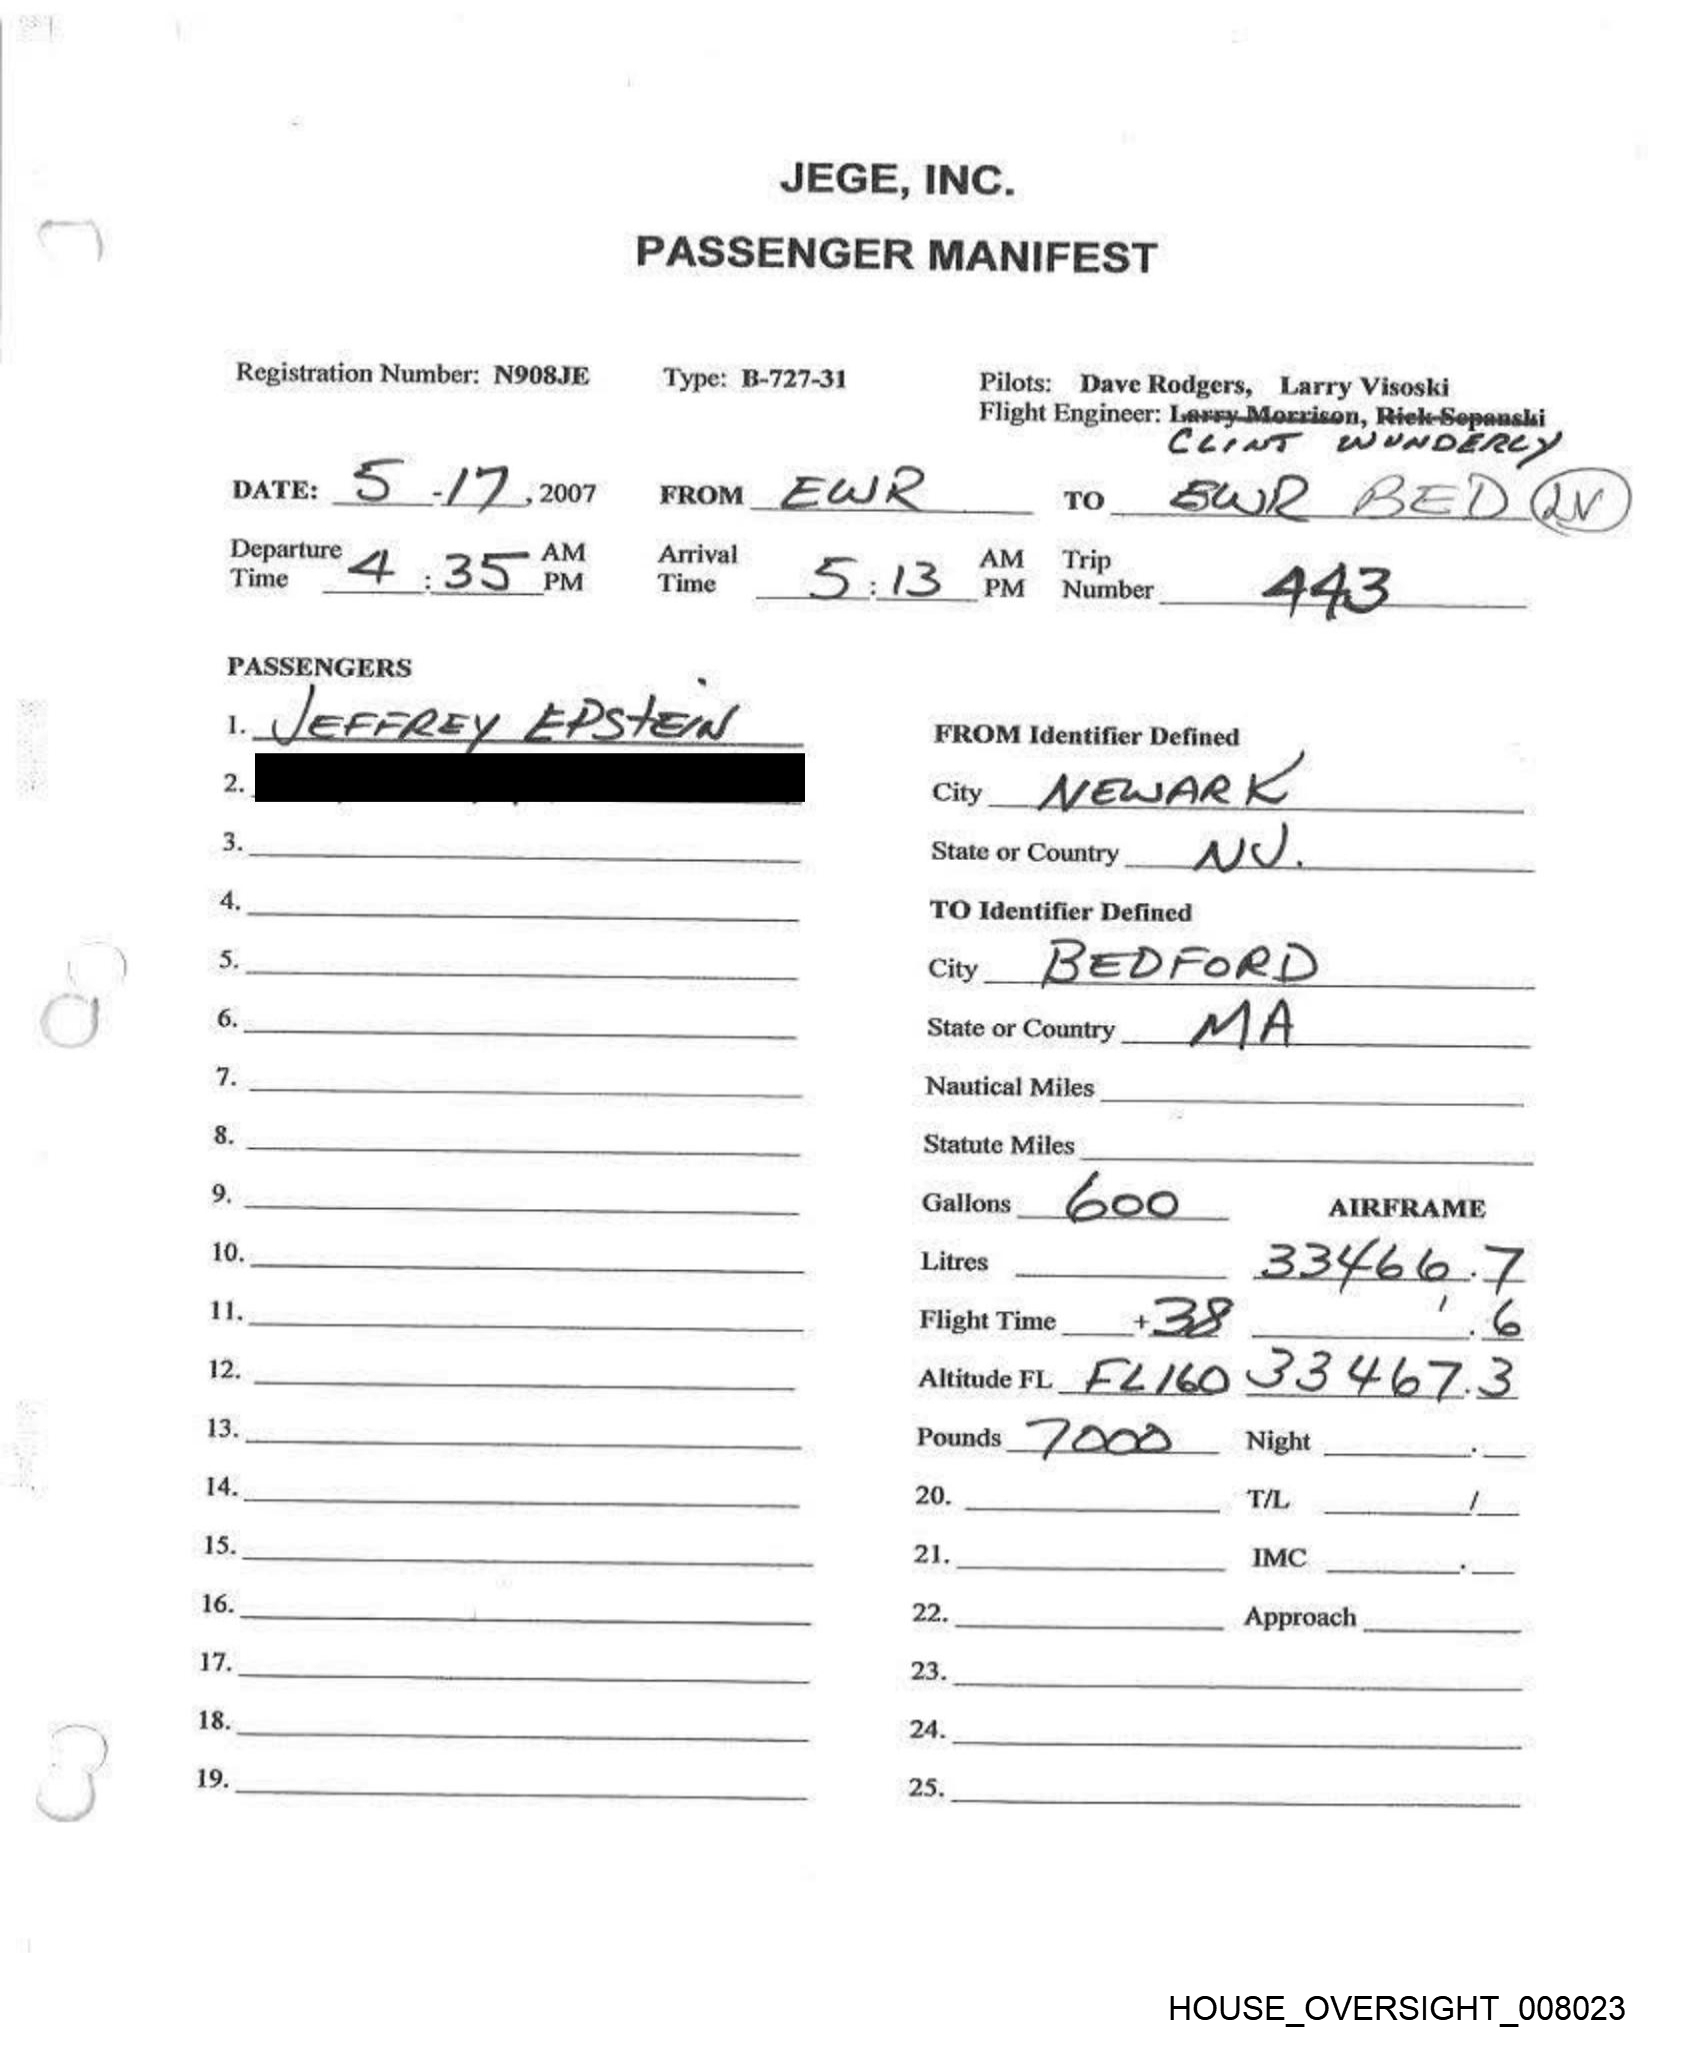 JEGE, INC.
PASSENGER MANIFEST
Registration Number: N908JE Type: B-727-31 Pilots: Dave Rodgers, Larry Visoski
Flight Engineer: Larry Morrison, Rick Sepanski
CLINT WUNDERLY
DATE: 5-17, 2007 FROM EWR TO EWR BED LV
Departure Time 4:35 AM PM Arrival Time 5:13 AM PM Trip Number 443
PASSENGERS
1. JEFFREY EPSTEIN
2.
3.
4.
5.
6.
7.
8.
9.
10.
11.
12.
13.
14.
15.
16.
17.
18.
19.
FROM Identifier Defined
City NEWARK
State or Country NJ.
TO Identifier Defined
City BEDFORD
State or Country MA
Nautical Miles
Statute Miles
Gallons 600 AIRFRAME
Litres 33466.7
Flight Time +38 .6
Altitude FL FL160 33467.3
Pounds 7000 Night .
20. T/L /
21. IMC .
22. Approach
23.
24.
25.
HOUSE_OVERSIGHT_008023